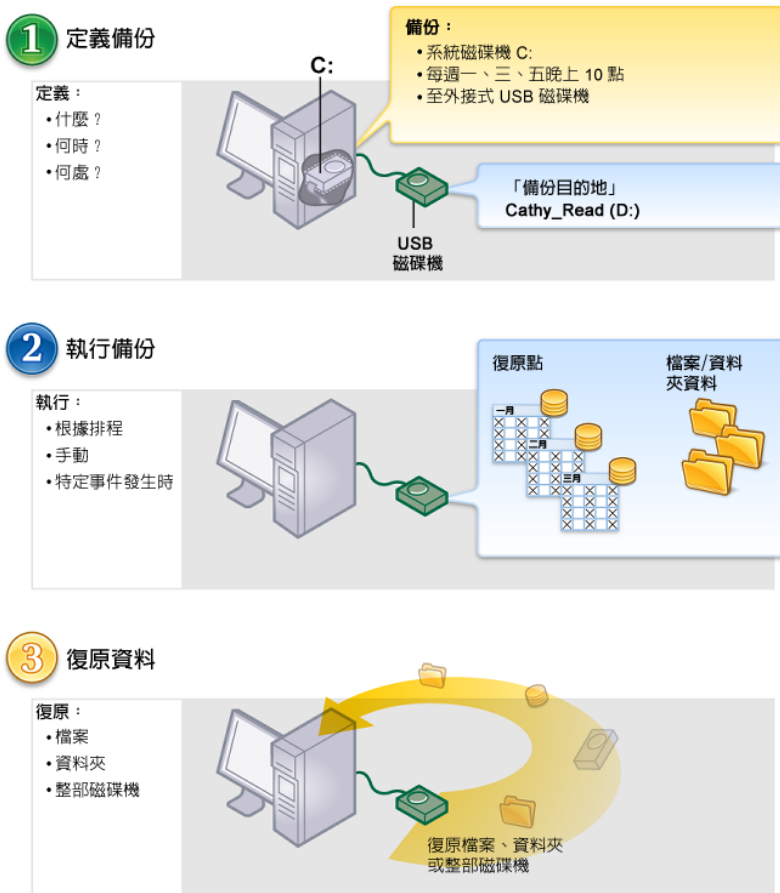 1 定義備份
定義：
•什麼？
•何時？
•何處？
C:
備份：
•系統磁碟機 C:
•每週一、三、五晚上 10 點
•至外接式 USB 磁碟機
「備份目的地」
Cathy_Read (D:)
USB
磁碟機
2 執行備份
執行：
•根據排程
•手動
•特定事件發生時
復原點
一月
二月
三月
檔案/資料
夾資料
3 復原資料
復原：
•檔案
•資料夾
•整部磁碟機
復原檔案、資料夾
或整部磁碟機